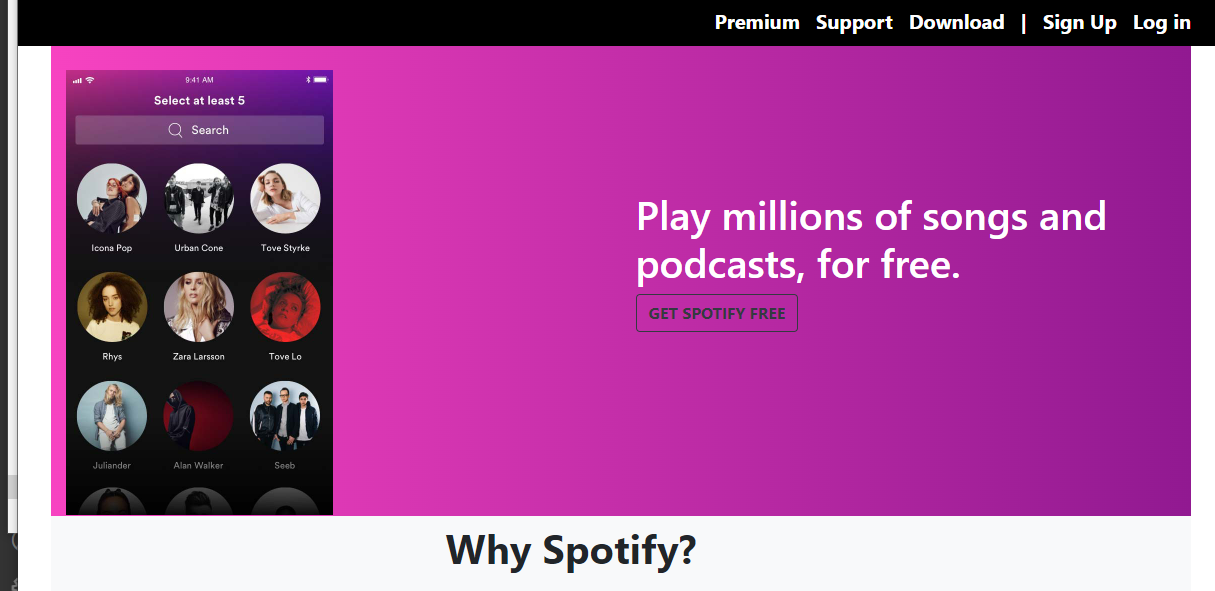 Premium Support Download | Sign Up Log in
9:41 AM
Select at least 5
Search
Icona Pop Urban Cone Tove Styrke
Rhys Zara Larsson Tove Lo
Juliander Alan Walker Seeb
Play millions of songs and
podcasts, for free.
GET SPOTIFY FREE
Why Spotify?